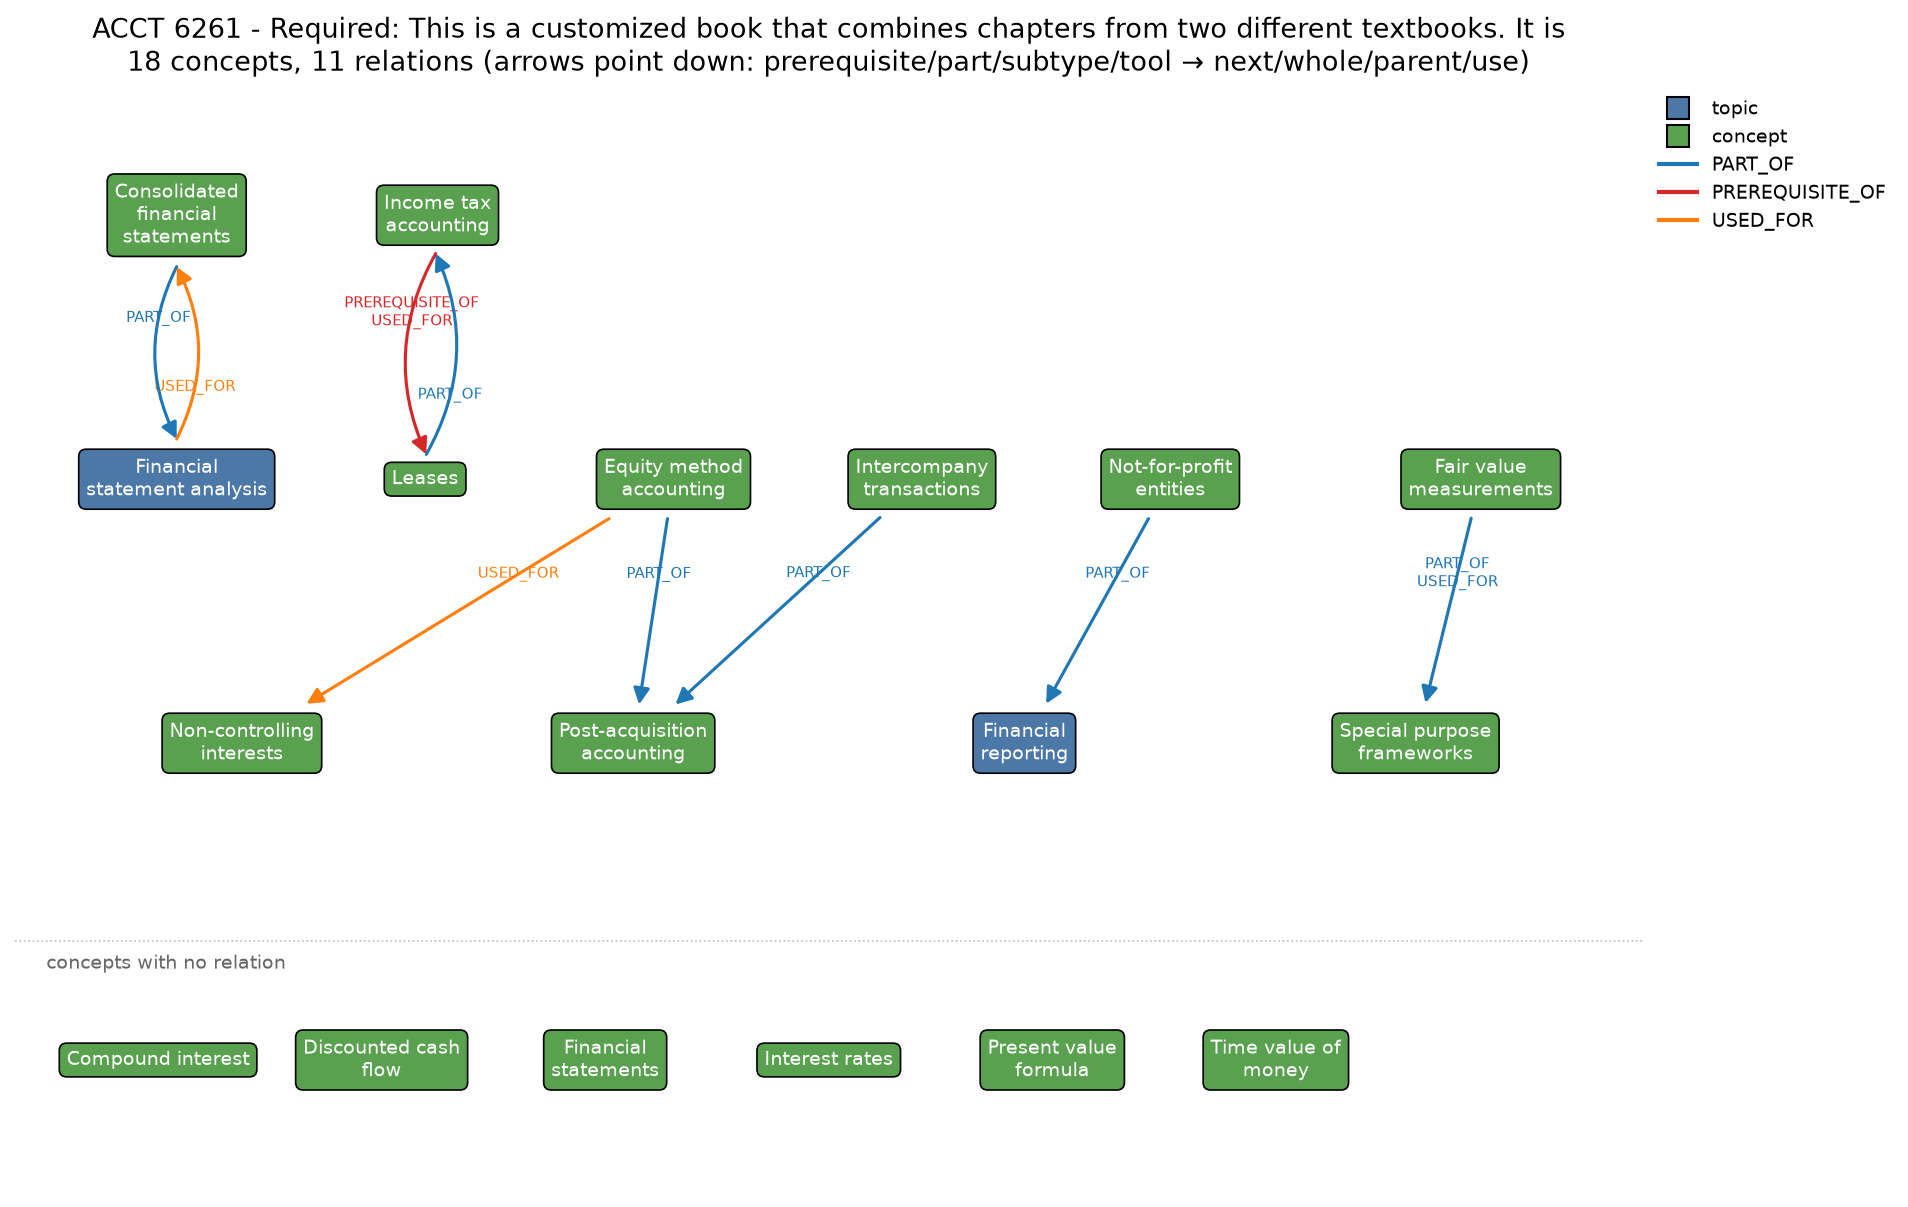 ACCT 6261 - Required: This is a customized book that combines chapters from two different textbooks. It is
18 concepts, 11 relations (arrows point down: prerequisite/part/subtype/tool → next/whole/parent/use)
topic
concept
PART_OF
PREREQUISITE_OF
USED_FOR
Consolidated
financial
statements
Income tax
accounting
PART_OF
USED_FOR
PREREQUISITE_OF
USED_FOR
PART_OF
Financial
statement analysis
Leases
Equity method
accounting
Intercompany
transactions
Not-for-profit
entities
Fair value
measurements
USED_FOR
PART_OF
PART_OF
PART_OF
PART_OF
USED_FOR
Non-controlling
interests
Post-acquisition
accounting
Financial
reporting
Special purpose
frameworks
concepts with no relation
Compound interest
Discounted cash
flow
Financial
statements
Interest rates
Present value
formula
Time value of
money